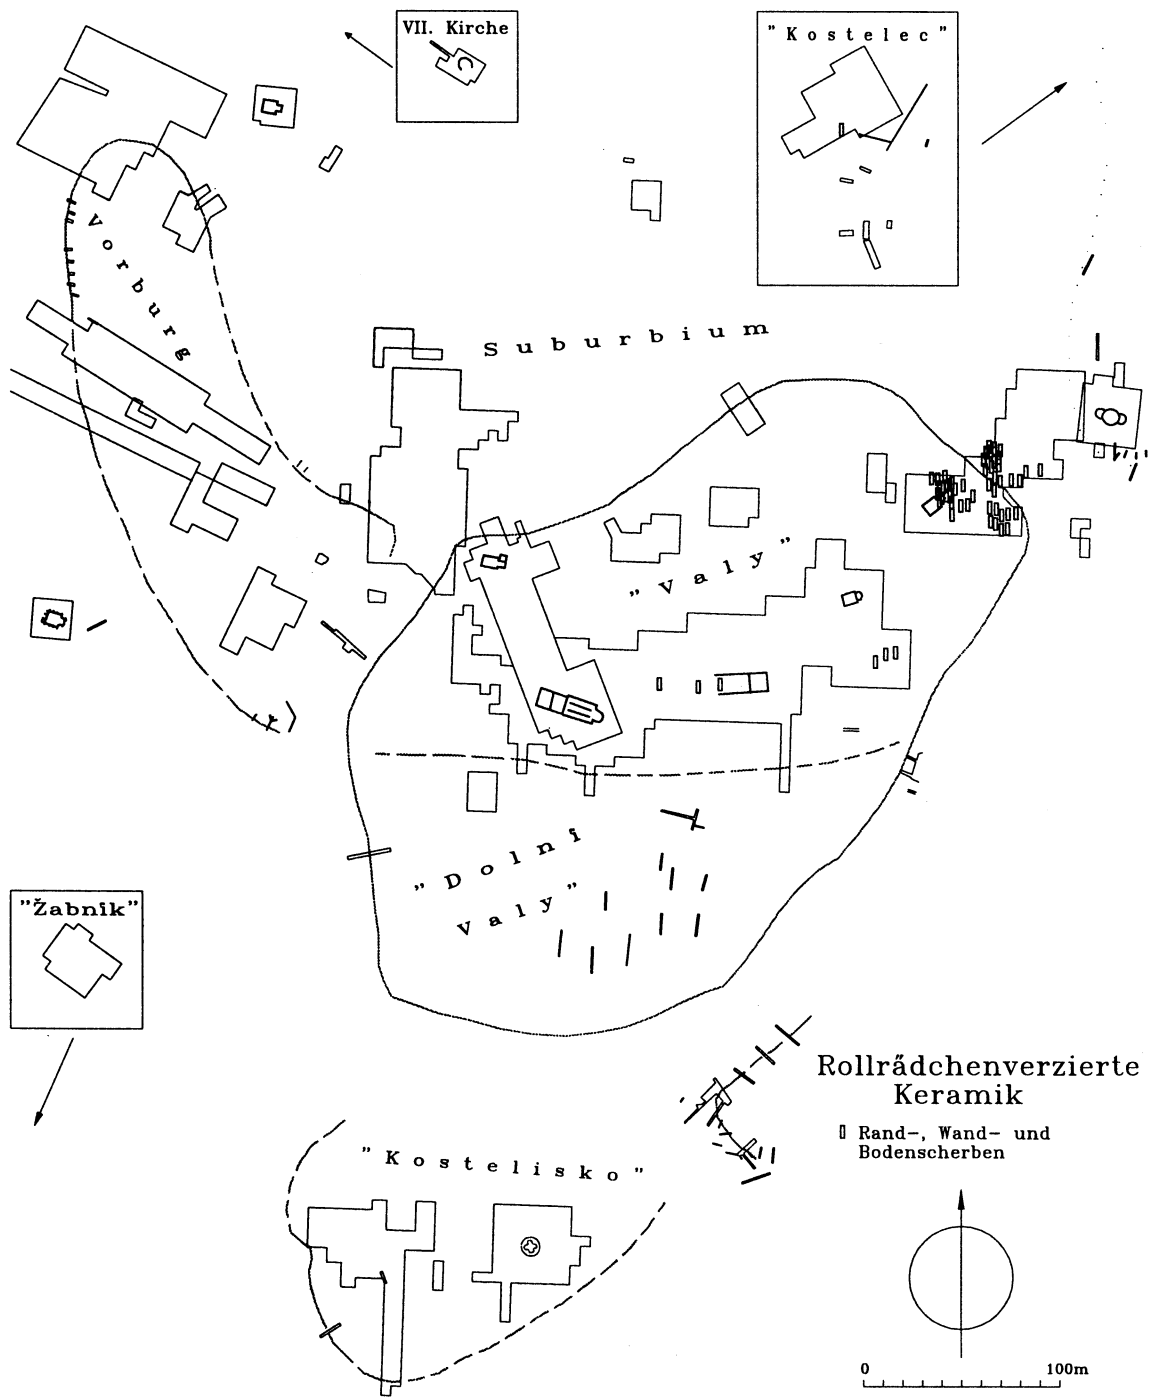 VII. Kirche
"Kostelec"
Vorburg
Suburbium
"Valy"
"Dolní
Valy"
"Žabník"
Rollrädchenverzierte
Keramik
Rand-, Wand- und
Bodenscherben
"Kostelisko"
0 100m